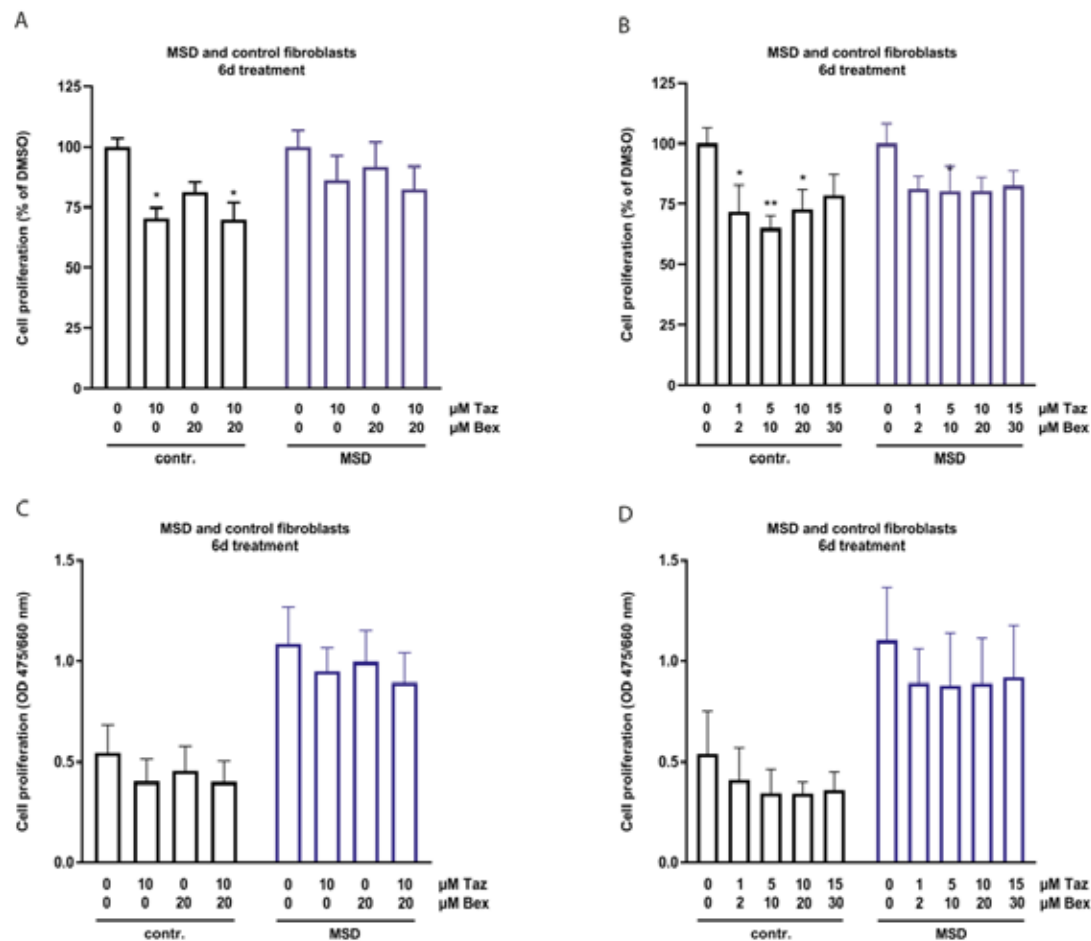 A
MSD and control fibroblasts
6d treatment
Cell proliferation (% of DMSO)
125
100
75
50
25
0
* *
0 10 0 10 0 10 0 10 µM Taz
0 0 20 20 0 0 20 20 µM Bex
contr. MSD
B
MSD and control fibroblasts
6d treatment
Cell proliferation (% of DMSO)
125
100
75
50
25
0
* ** * *
0 1 5 10 15 0 1 5 10 15 µM Taz
0 2 10 20 30 0 2 10 20 30 µM Bex
contr. MSD
C
MSD and control fibroblasts
6d treatment
Cell proliferation (OD 475/660 nm)
1.5
1.0
0.5
0.0
0 10 0 10 0 10 0 10 µM Taz
0 0 20 20 0 0 20 20 µM Bex
contr. MSD
D
MSD and control fibroblasts
6d treatment
Cell proliferation (OD 475/660 nm)
1.5
1.0
0.5
0.0
0 1 5 10 15 0 1 5 10 15 µM Taz
0 2 10 20 30 0 2 10 20 30 µM Bex
contr. MSD